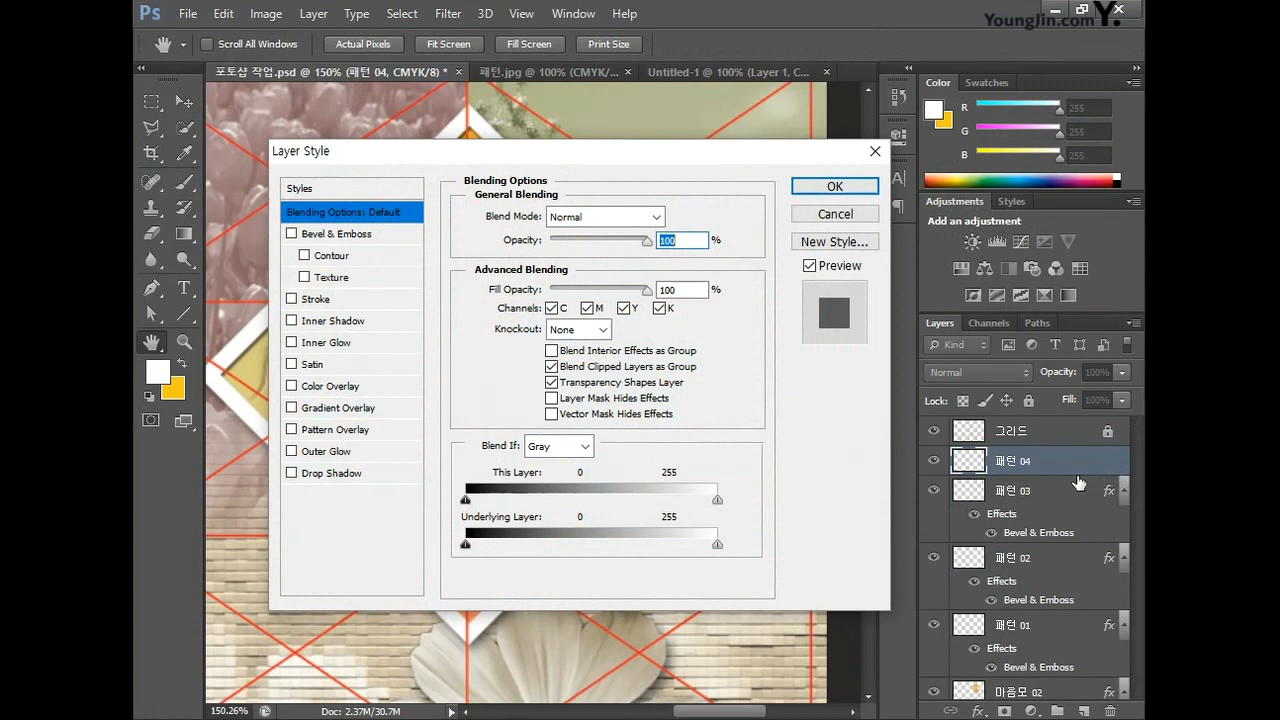 Ps File Edit Image Layer Type Select Filter 3D View Window Help
YoungJin.com Y.
Scroll All Windows Actual Pixels Fit Screen Fill Screen Print Size
포토샵 작업.psd @ 150% (패턴 04, CMYK/8) * × 패턴.jpg @ 100% (CMYK/... × Untitled-1 @ 100% (Layer 1, C... ×
Color Swatches
R 255
G 255
B 255
Adjustments Styles
Add an adjustment
Layers Channels Paths
Kind
Normal Opacity: 100%
Lock: Fill: 100%
그리드
패턴 04
패턴 03 fx
Effects
Bevel & Emboss
패턴 02 fx
Effects
Bevel & Emboss
패턴 01 fx
Effects
Bevel & Emboss
마음모 02 fx
Layer Style
Styles
Blending Options: Default
Bevel & Emboss
Contour
Texture
Stroke
Inner Shadow
Inner Glow
Satin
Color Overlay
Gradient Overlay
Pattern Overlay
Outer Glow
Drop Shadow
Blending Options
General Blending
Blend Mode: Normal
Opacity: 100 %
Advanced Blending
Fill Opacity: 100 %
Channels: C M Y K
Knockout: None
Blend Interior Effects as Group
Blend Clipped Layers as Group
Transparency Shapes Layer
Layer Mask Hides Effects
Vector Mask Hides Effects
Blend If: Gray
This Layer: 0 255
Underlying Layer: 0 255
OK
Cancel
New Style...
Preview
150.26% Doc: 2.37M/30.7M